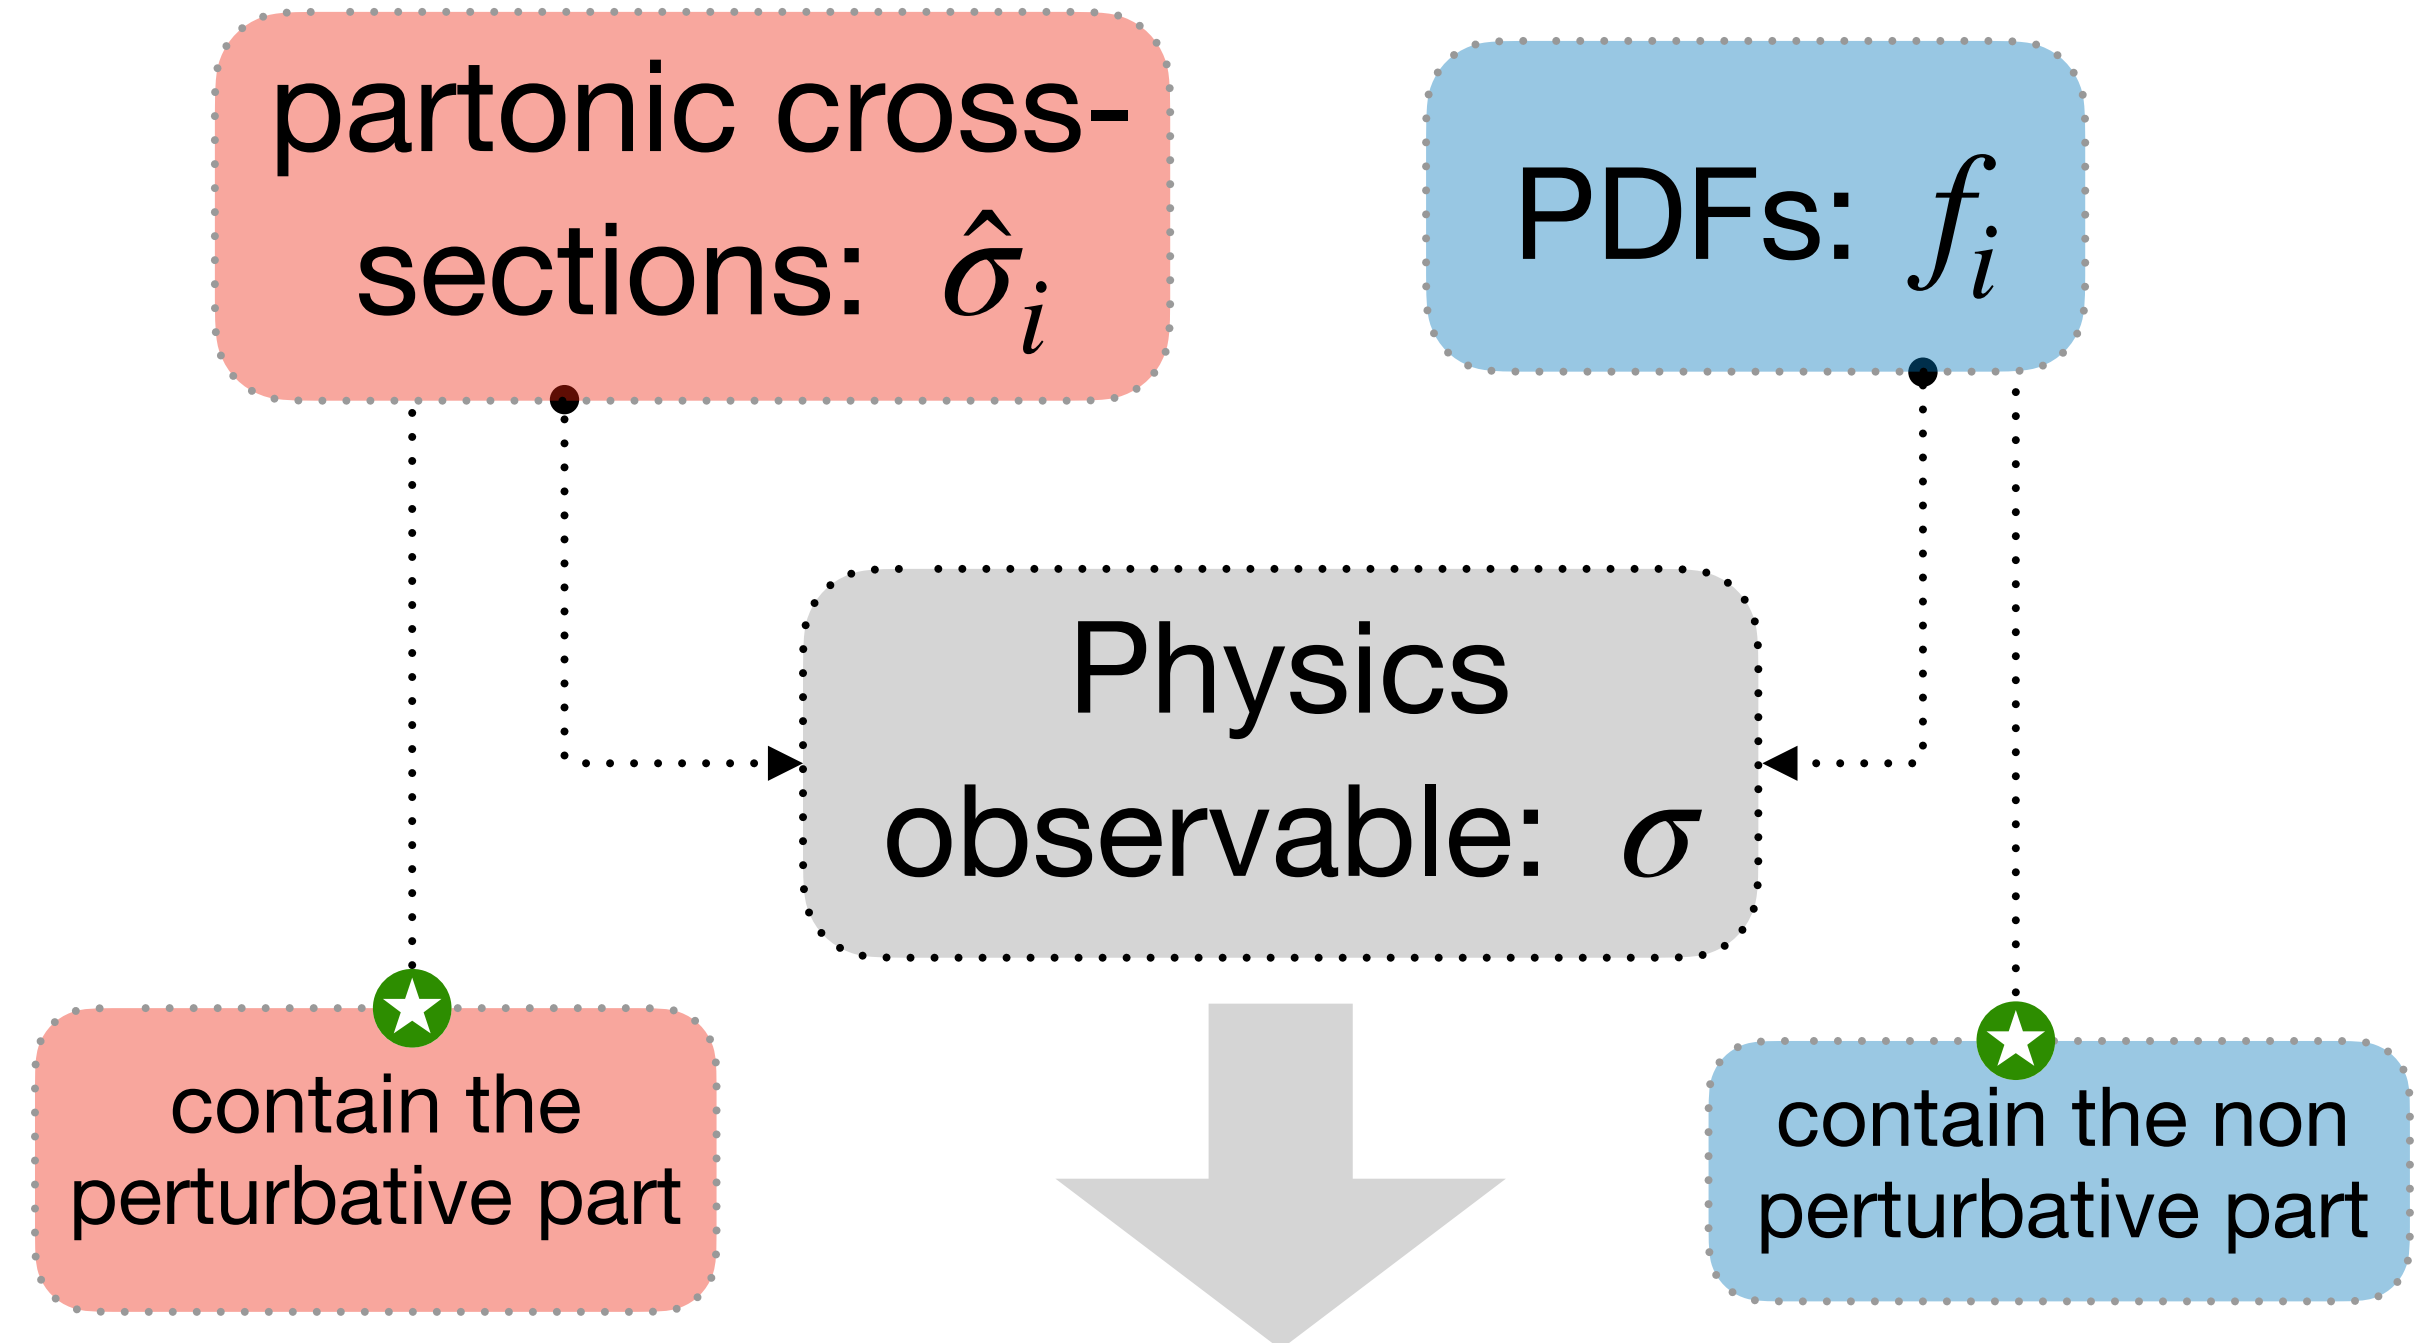 partonic cross-
sections: σ̂ᵢ
PDFs: fᵢ
Physics
observable: σ
contain the
perturbative part
contain the non
perturbative part